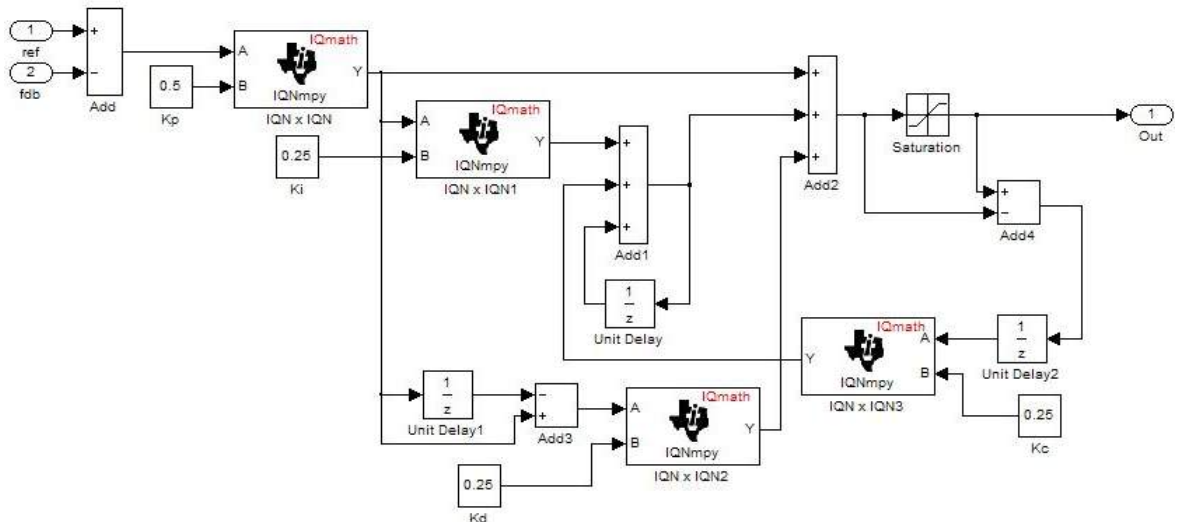 1
ref
2
fdb
+
−
Add
0.5
Kp
IQmath
A
B
Y
IQNmpy
IQN x IQN
0.25
Ki
IQmath
A
B
Y
IQNmpy
IQN x IQN1
+
+
+
Add1
1
z
Unit Delay
+
+
+
Add2
Saturation
1
Out
+
−
Add4
1
z
Unit Delay2
IQmath
A
B
Y
IQNmpy
IQN x IQN3
0.25
Kc
1
z
Unit Delay1
−
+
Add3
IQmath
A
B
Y
IQNmpy
IQN x IQN2
0.25
Kd